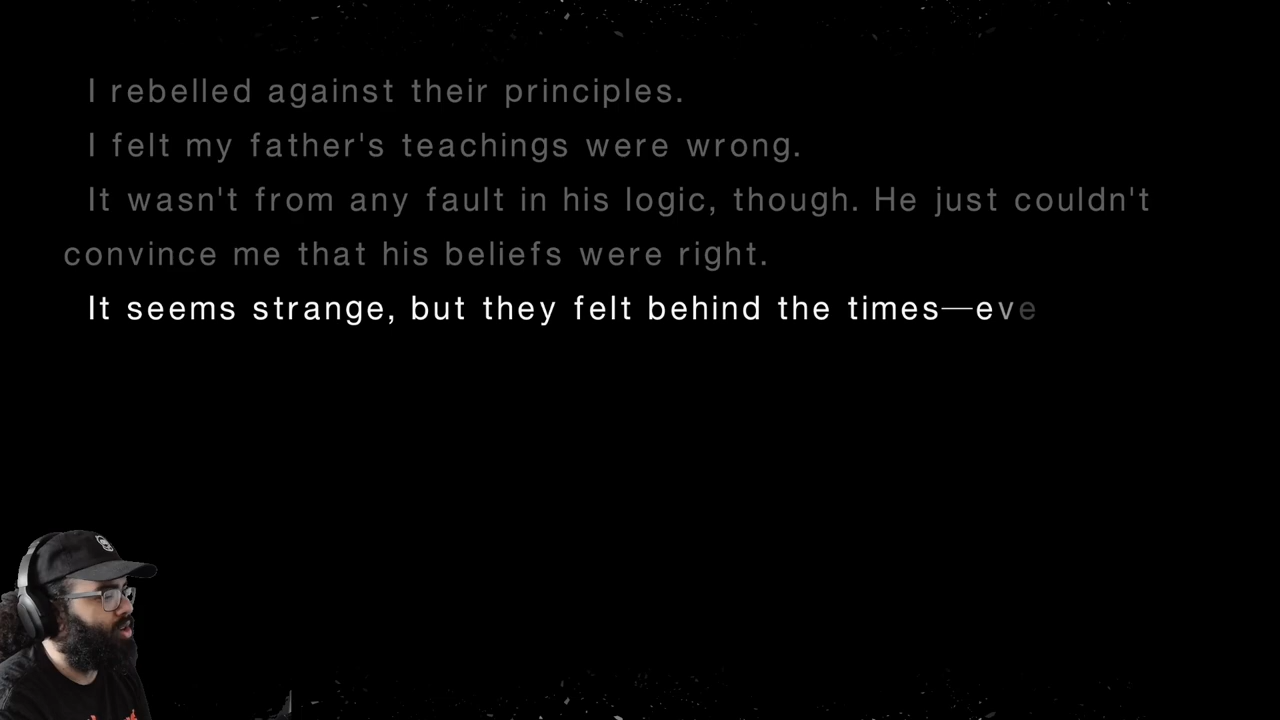 I rebelled against their principles.
I felt my father's teachings were wrong.
It wasn't from any fault in his logic, though. He just couldn't
convince me that his beliefs were right.
It seems strange, but they felt behind the times—eve